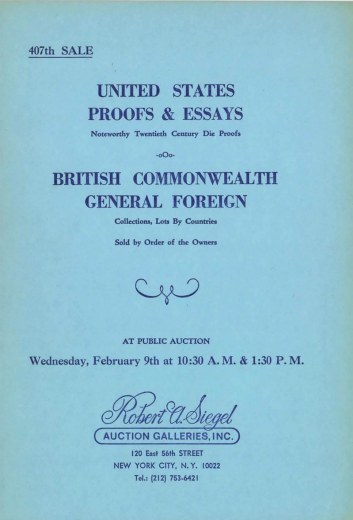 407th SALE
UNITED STATES
PROOFS & ESSAYS
Noteworthy Twentieth Century Die Proofs
-oOo-
BRITISH COMMONWEALTH
GENERAL FOREIGN
Collections, Lots By Countries
Sold by Order of the Owners
AT PUBLIC AUCTION
Wednesday, February 9th at 10:30 A. M. & 1:30 P. M.
Robert A. Siegel
AUCTION GALLERIES, INC.
120 East 56th STREET
NEW YORK CITY, N. Y. 10022
Tel.: (212) 753-6421